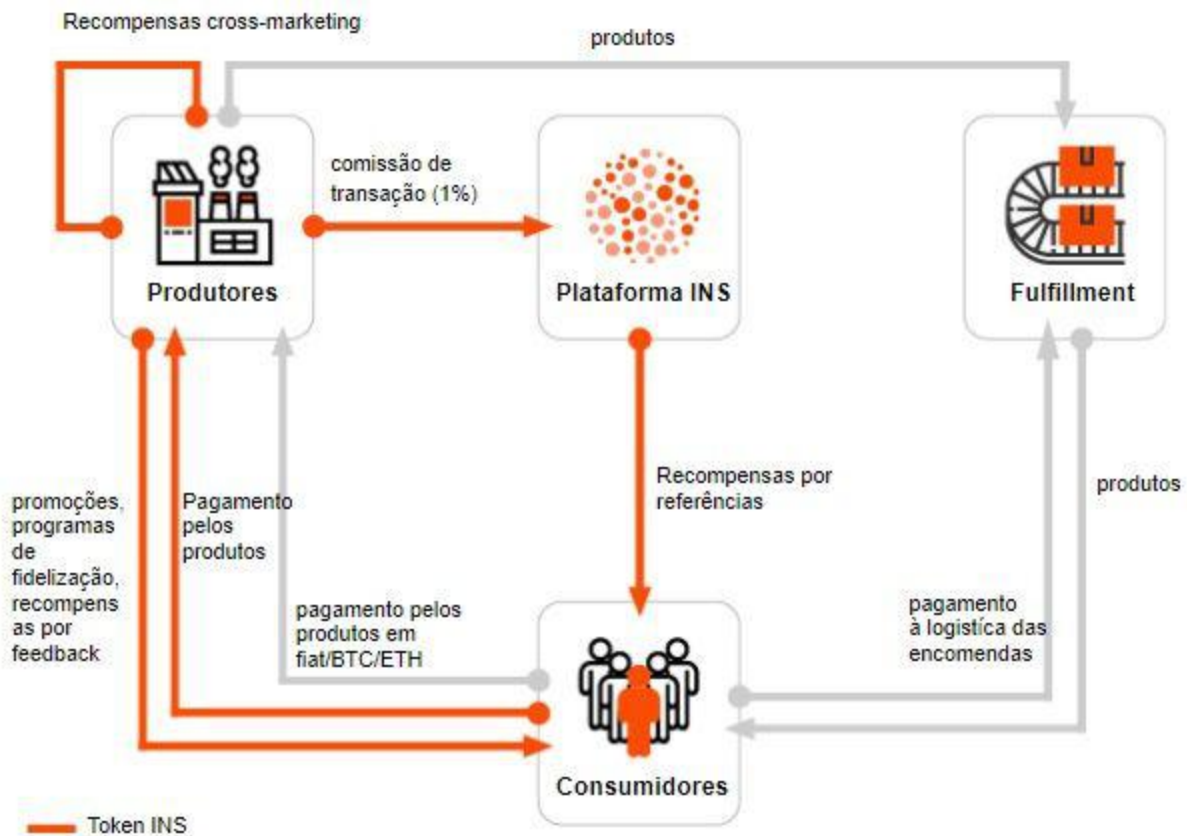 Recompensas cross-marketing
produtos
comissão de
transação (1%)
Produtores
Plataforma INS
Fulfillment
promoções,
programas
de
fidelização,
recompens
as por
feedback
Pagamento
pelos
produtos
pagamento pelos
produtos em
fiat/BTC/ETH
Recompensas por
referências
pagamento
à logistíca das
encomendas
produtos
Consumidores
Token INS